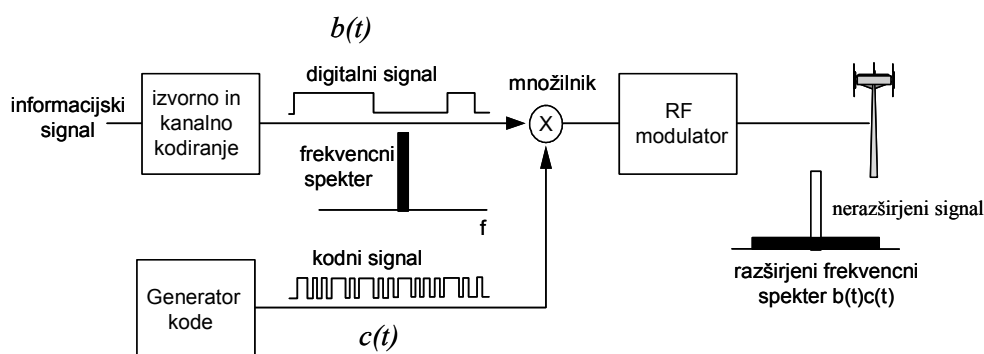 b(t)
digitalni signal
množilnik
informacijski
signal
izvorno in
kanalno
kodiranje
X
RF
modulator
frekvencni
spekter
f
nerazširjeni signal
kodni signal
Generator
kode
c(t)
razširjeni frekvencni
spekter b(t)c(t)